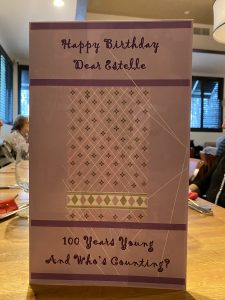 Happy Birthday
Dear Estelle
100 Years Young
And Who's Counting?